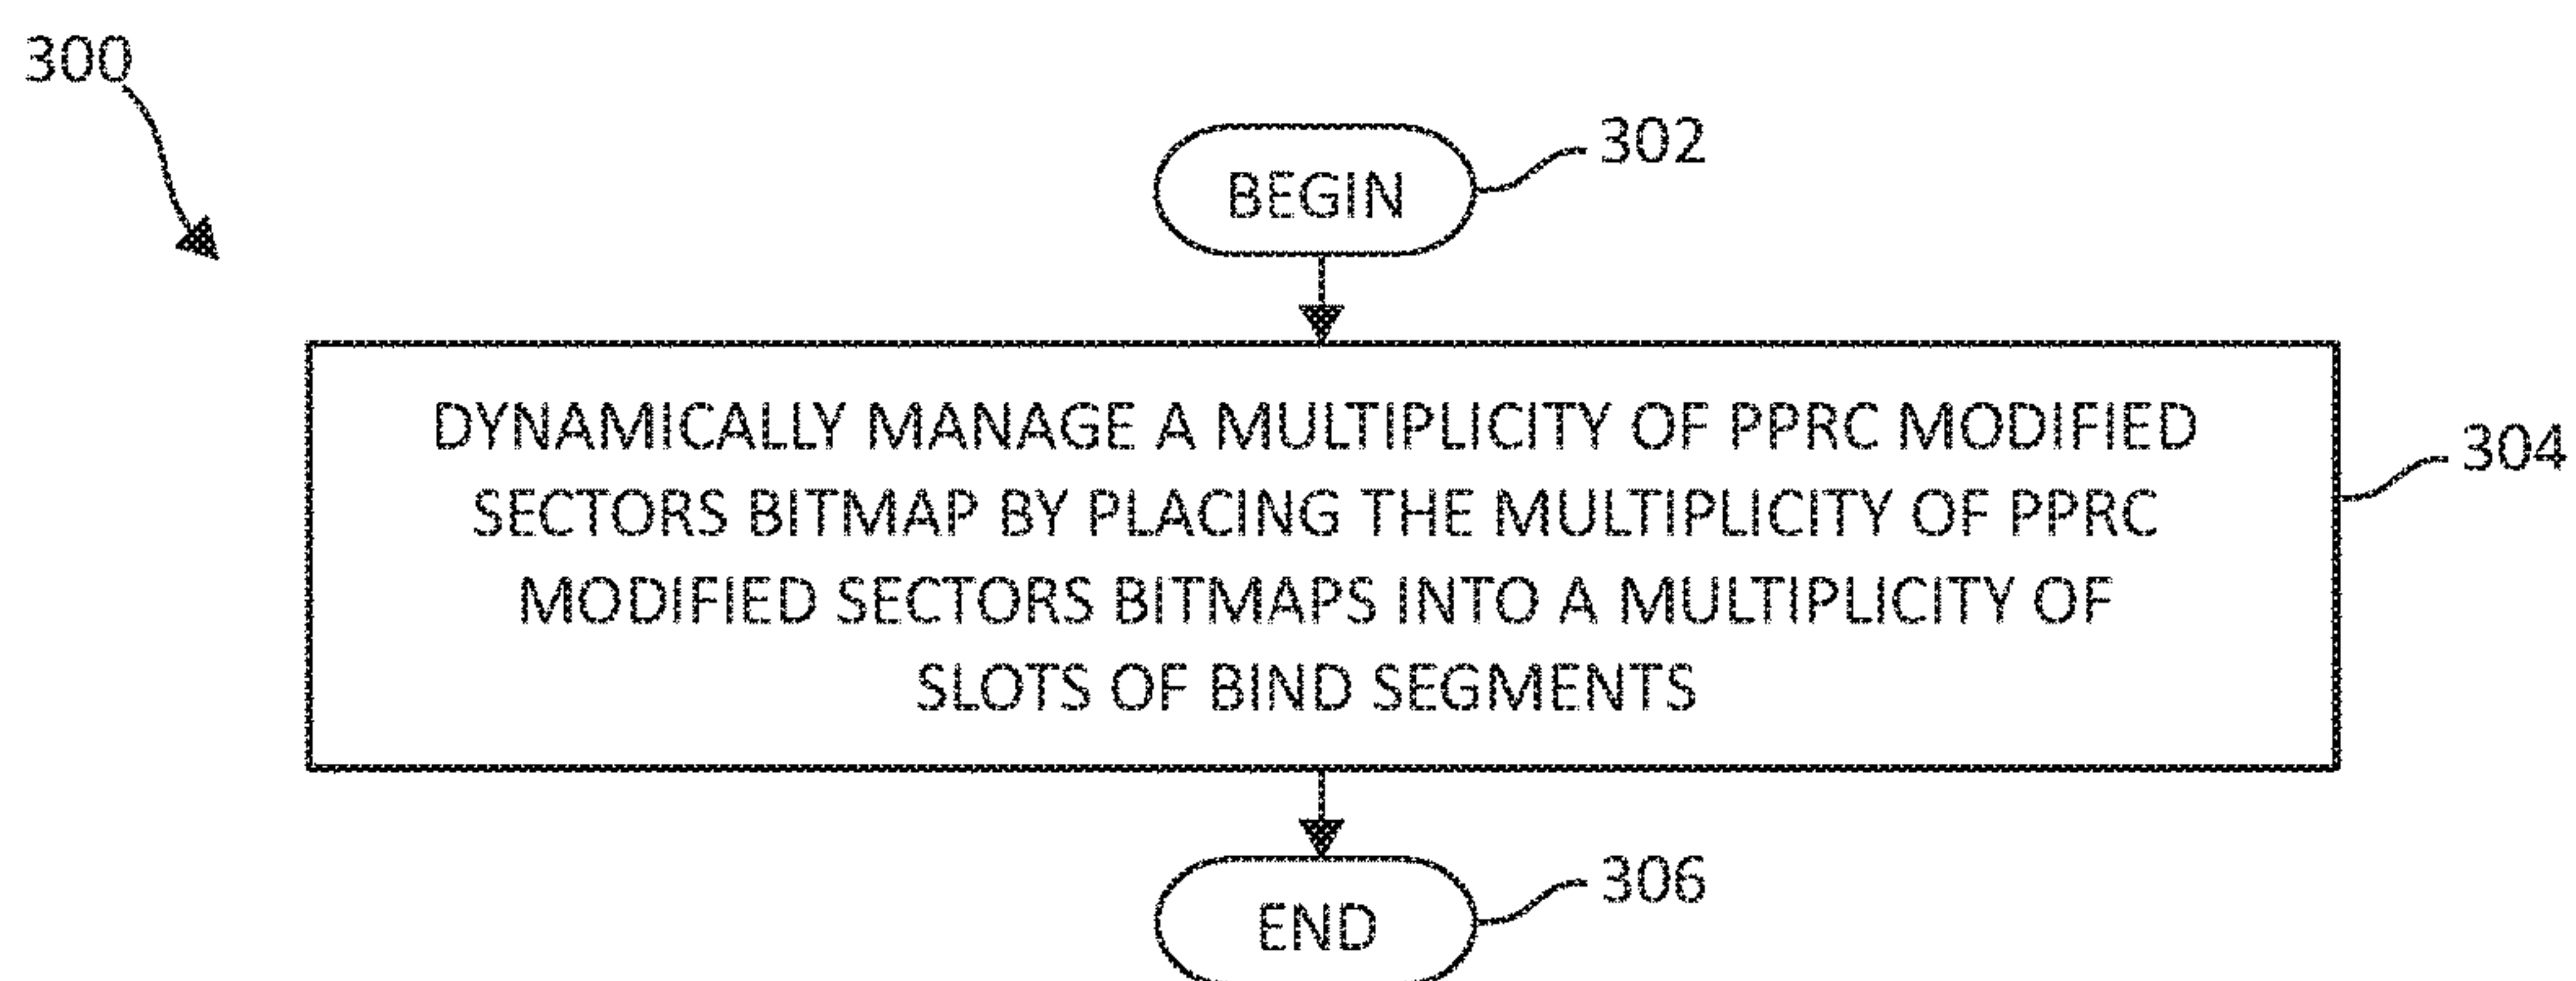 300
BEGIN
302
DYNAMICALLY MANAGE A MULTIPLICITY OF PPRC MODIFIED
SECTORS BITMAP BY PLACING THE MULTIPLICITY OF PPRC
MODIFIED SECTORS BITMAPS INTO A MULTIPLICITY OF
SLOTS OF BIND SEGMENTS
304
END
306